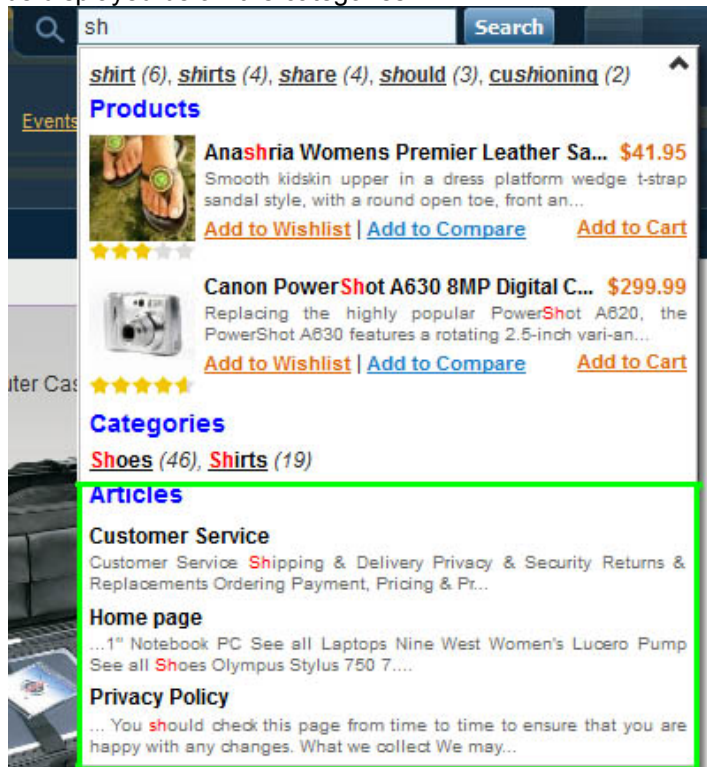 sh Search
shirt (6), shirts (4), share (4), should (3), cushioning (2)
Events
Products
Anashria Womens Premier Leather Sa... $41.95
Smooth kidskin upper in a dress platform wedge t-strap
sandal style, with a round open toe, front an...
Add to Wishlist | Add to Compare Add to Cart
Canon PowerShot A630 8MP Digital C... $299.99
Replacing the highly popular PowerShot A620, the
PowerShot A630 features a rotating 2.5-inch vari-an...
Add to Wishlist | Add to Compare Add to Cart
uter Cas
Categories
Shoes (46), Shirts (19)
Articles
Customer Service
Customer Service Shipping & Delivery Privacy & Security Returns &
Replacements Ordering Payment, Pricing & Pr...
Home page
...1" Notebook PC See all Laptops Nine West Women's Lucero Pump
See all Shoes Olympus Stylus 750 7....
Privacy Policy
... You should check this page from time to time to ensure that you are
happy with any changes. What we collect We may...